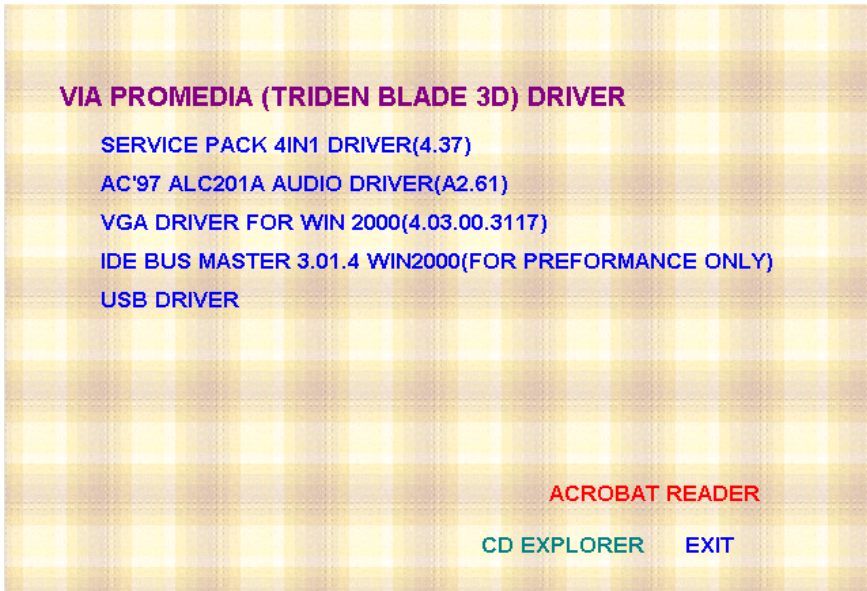 VIA PROMEDIA (TRIDEN BLADE 3D) DRIVER
SERVICE PACK 4IN1 DRIVER(4.37)
AC'97 ALC201A AUDIO DRIVER(A2.61)
VGA DRIVER FOR WIN 2000(4.03.00.3117)
IDE BUS MASTER 3.01.4 WIN2000(FOR PREFORMANCE ONLY)
USB DRIVER
ACROBAT READER
CD EXPLORER EXIT